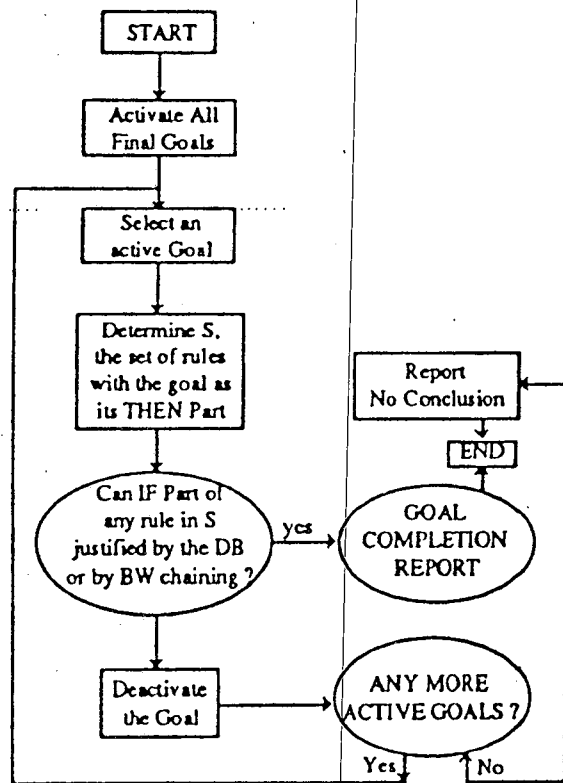 START
Activate All
Final Goals
Select an
active Goal
Determine S,
the set of rules
with the goal as
its THEN Part
Can IF Part of
any rule in S
justified by the DB
or by BW chaining ?
yes
Deactivate
the Goal
Report
No Conclusion
END
GOAL
COMPLETION
REPORT
ANY MORE
ACTIVE GOALS ?
Yes
No